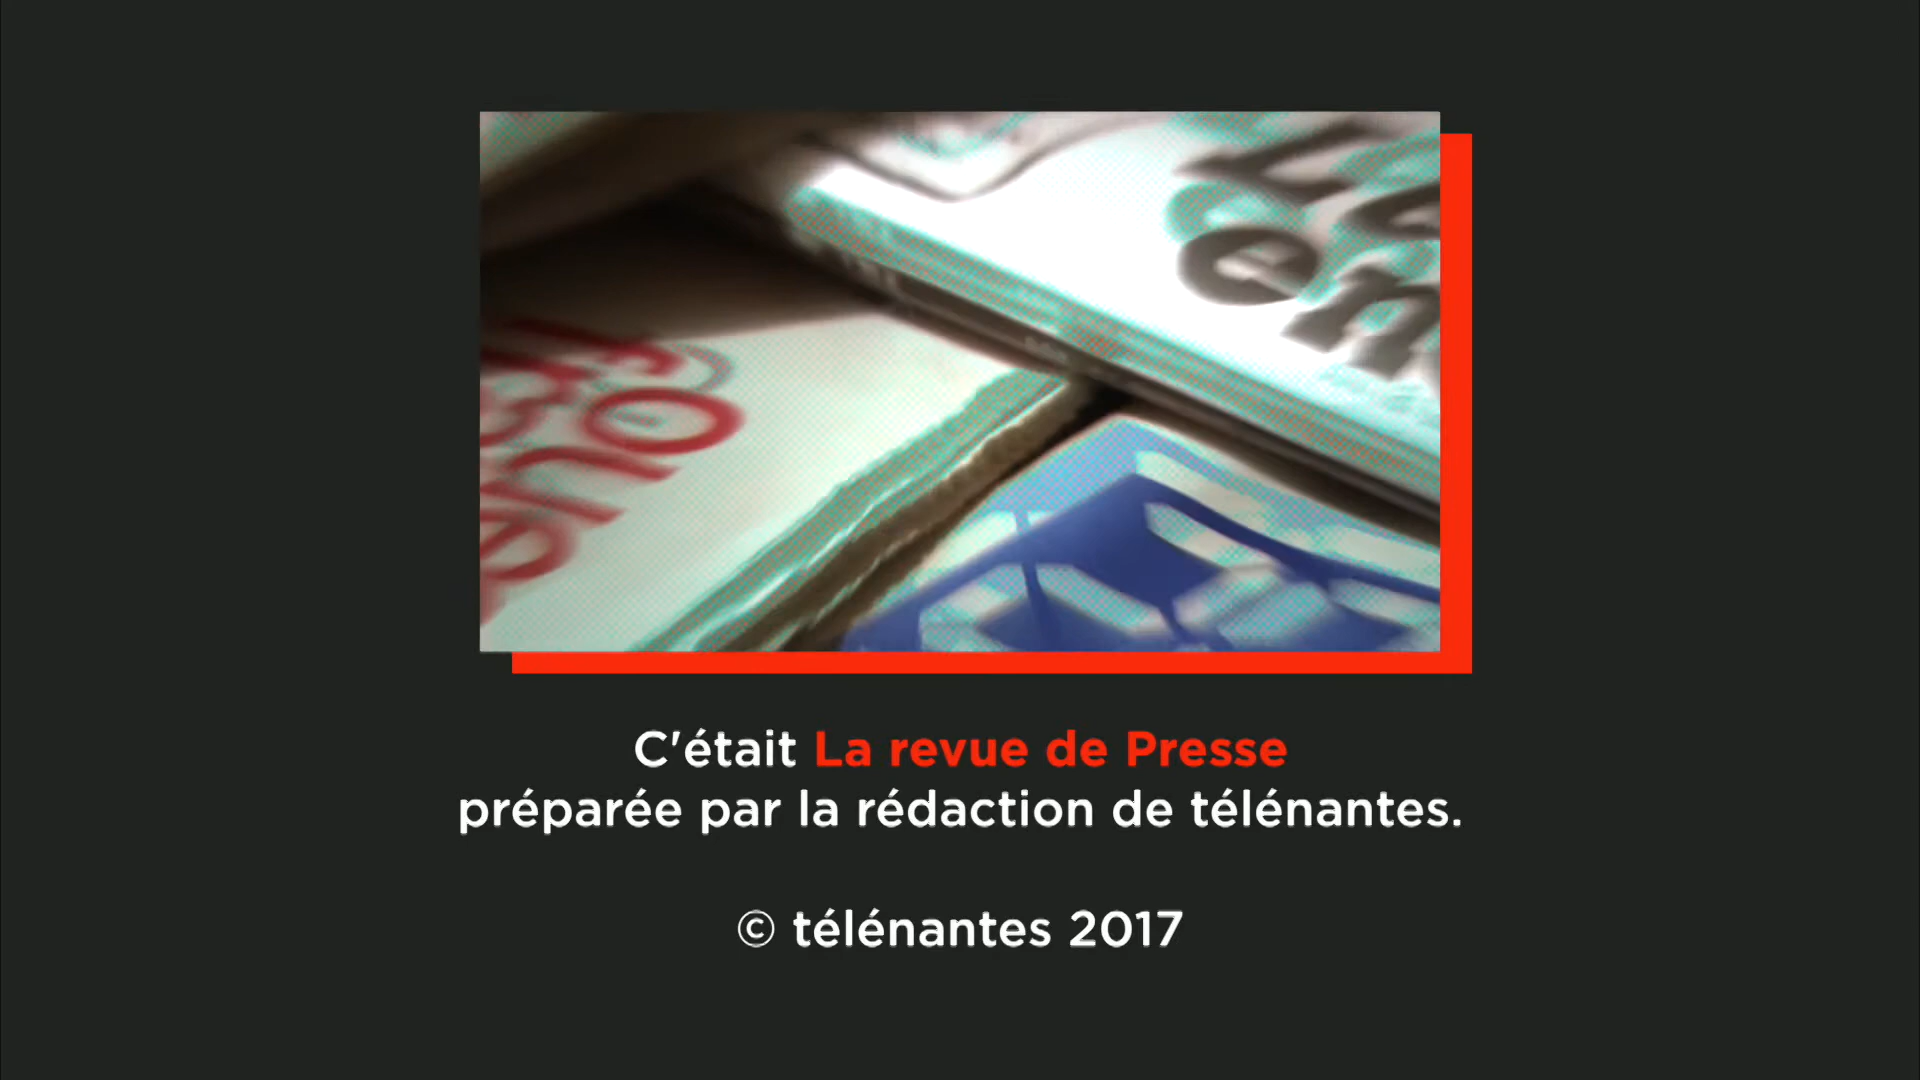 C'était La revue de Presse
préparée par la rédaction de télénantes.
© télénantes 2017